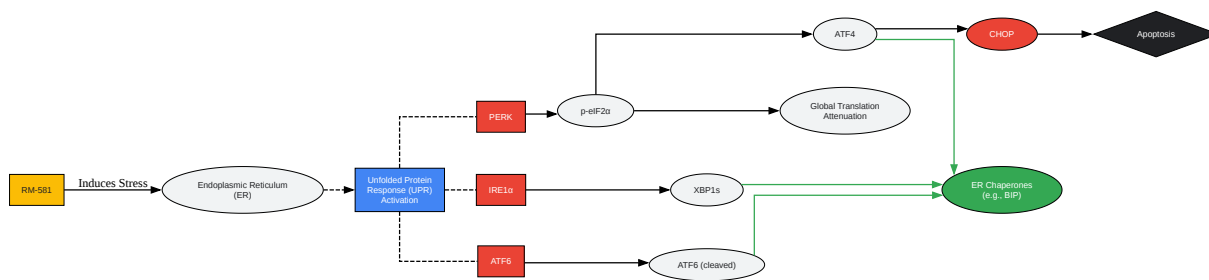 ATF4
CHOP
Apoptosis
PERK
p-eIF2α
Global Translation
Attenuation
RM-581
Induces Stress
Endoplasmic Reticulum
(ER)
Unfolded Protein
Response (UPR)
Activation
IRE1α
XBP1s
ER Chaperones
(e.g., BIP)
ATF6
ATF6 (cleaved)